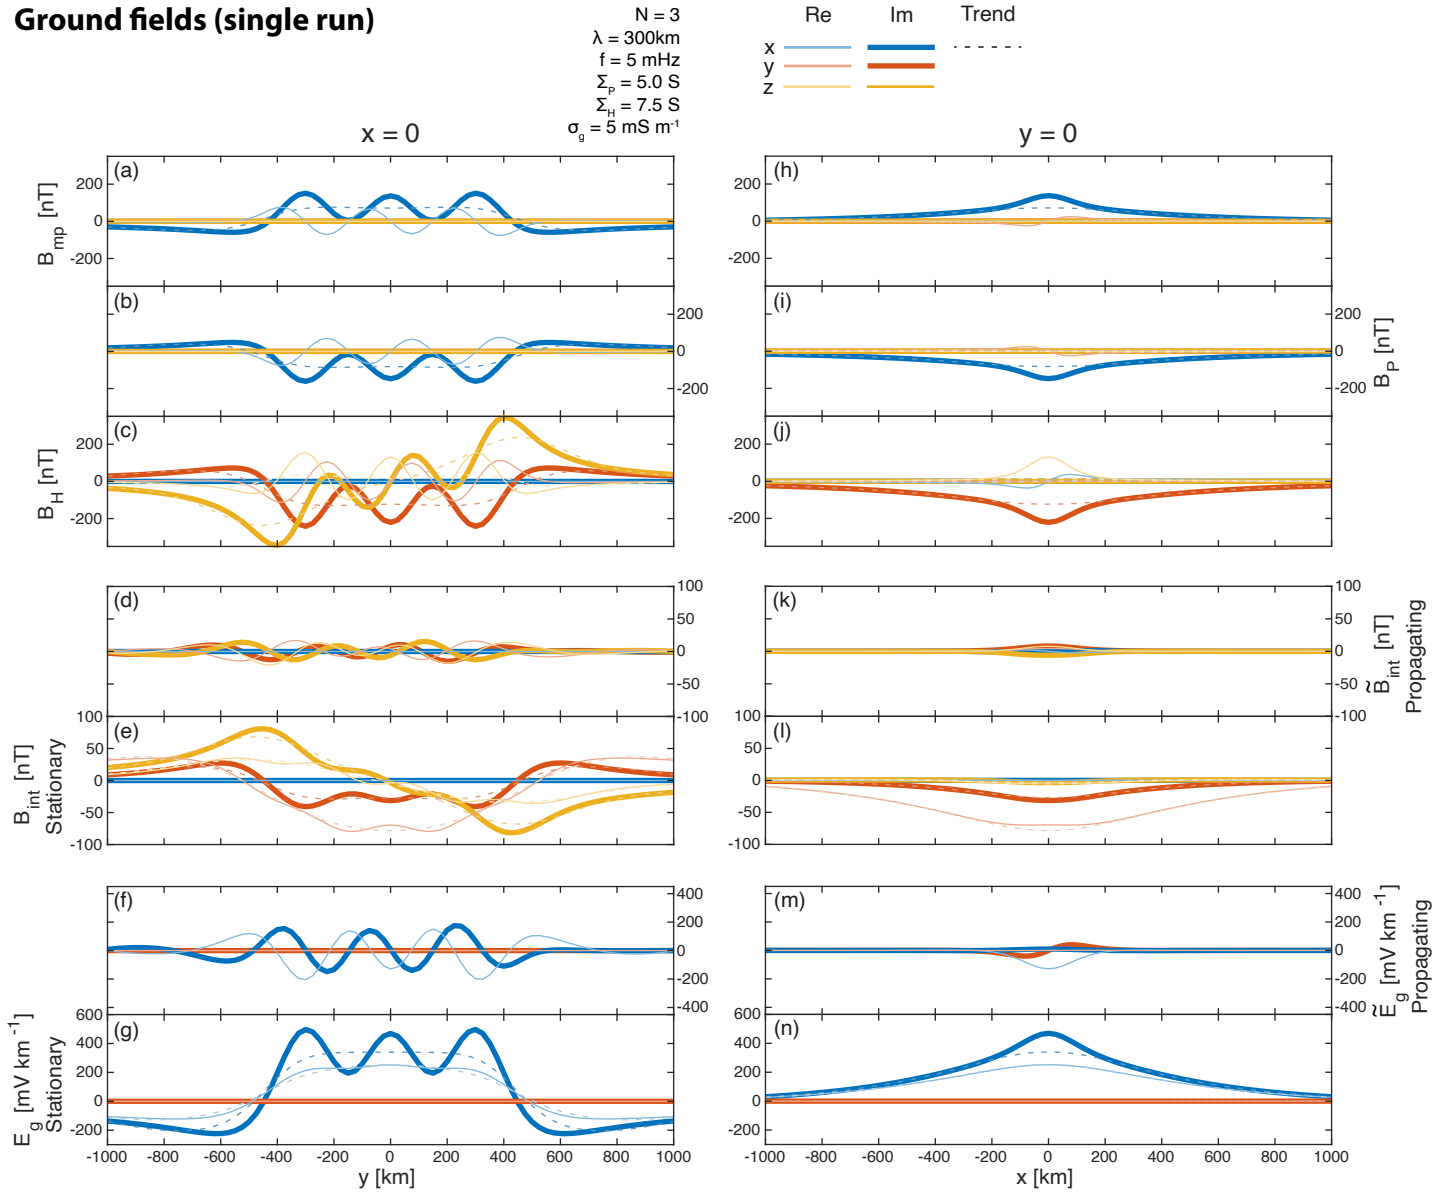 Ground fields (single run)
N = 3
λ = 300km
f = 5 mHz
Σ_P = 5.0 S
Σ_H = 7.5 S
σ_g = 5 mS m⁻¹
Re Im Trend
x
y
z
x = 0
y = 0
(a)
200
0
-200
B_mp [nT]
(h)
200
0
-200
(b)
200
0
-200
(i)
200
0
-200
B_P [nT]
(c)
200
0
-200
B_H [nT]
(j)
200
0
-200
(d)
100
50
0
-50
-100
(k)
100
50
0
-50
-100
B̃_int [nT]
Propagating
(e)
100
50
0
-50
-100
B_int [nT]
Stationary
(l)
100
50
0
-50
-100
(f)
400
200
0
-200
-400
(m)
400
200
0
-200
-400
Ẽ_g [mV km⁻¹]
Propagating
(g)
600
400
200
0
-200
E_g [mV km⁻¹]
Stationary
(n)
600
400
200
0
-200
-1000 -800 -600 -400 -200 0 200 400 600 800 1000
y [km]
-1000 -800 -600 -400 -200 0 200 400 600 800 1000
x [km]